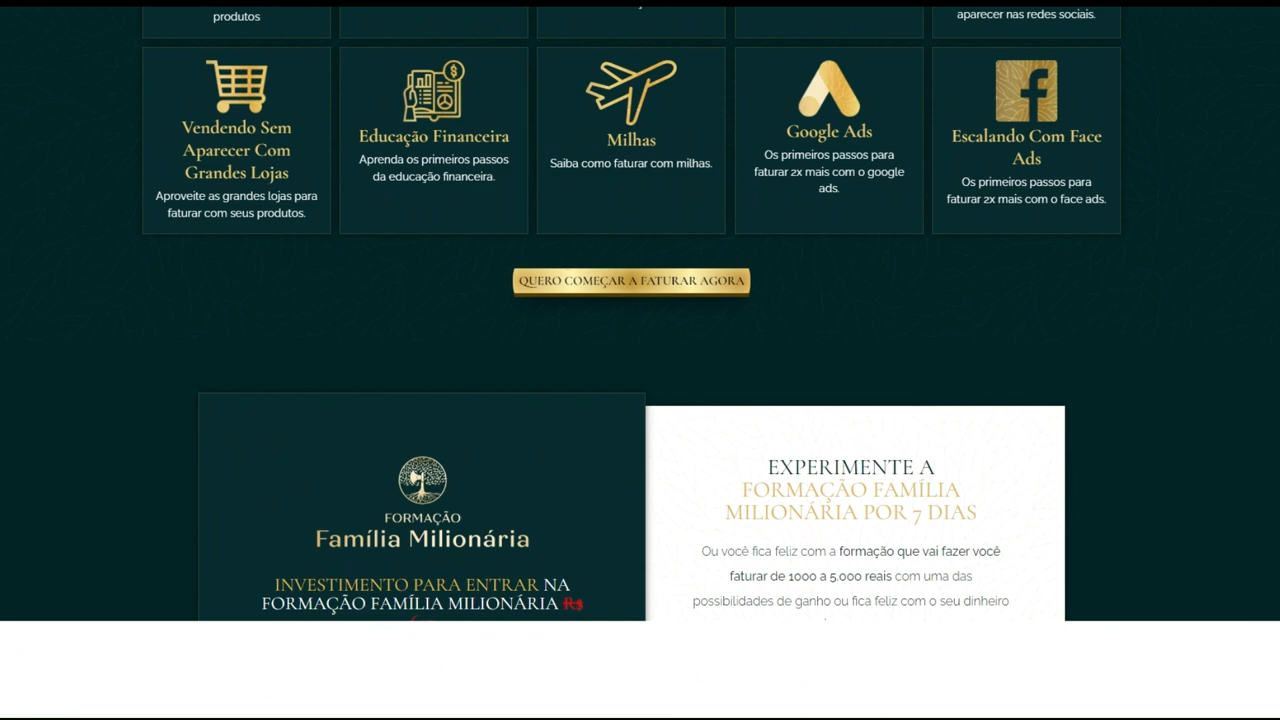 produtos
aparecer nas redes sociais.
Vendendo Sem
Aparecer Com
Grandes Lojas
Aproveite as grandes lojas para
faturar com seus produtos.
Educação Financeira
Aprenda os primeiros passos
da educação financeira.
Milhas
Saiba como faturar com milhas.
Google Ads
Os primeiros passos para
faturar 2x mais com o google
ads.
Escalando Com Face
Ads
Os primeiros passos para
faturar 2x mais com o face ads.
QUERO COMEÇAR A FATURAR AGORA
FORMAÇÃO
Família Milionária
INVESTIMENTO PARA ENTRAR NA
FORMAÇÃO FAMÍLIA MILIONÁRIA R$
EXPERIMENTE A
FORMAÇÃO FAMÍLIA
MILIONÁRIA POR 7 DIAS
Ou você fica feliz com a formação que vai fazer você
faturar de 1000 a 5.000 reais com uma das
possibilidades de ganho ou fica feliz com o seu dinheiro